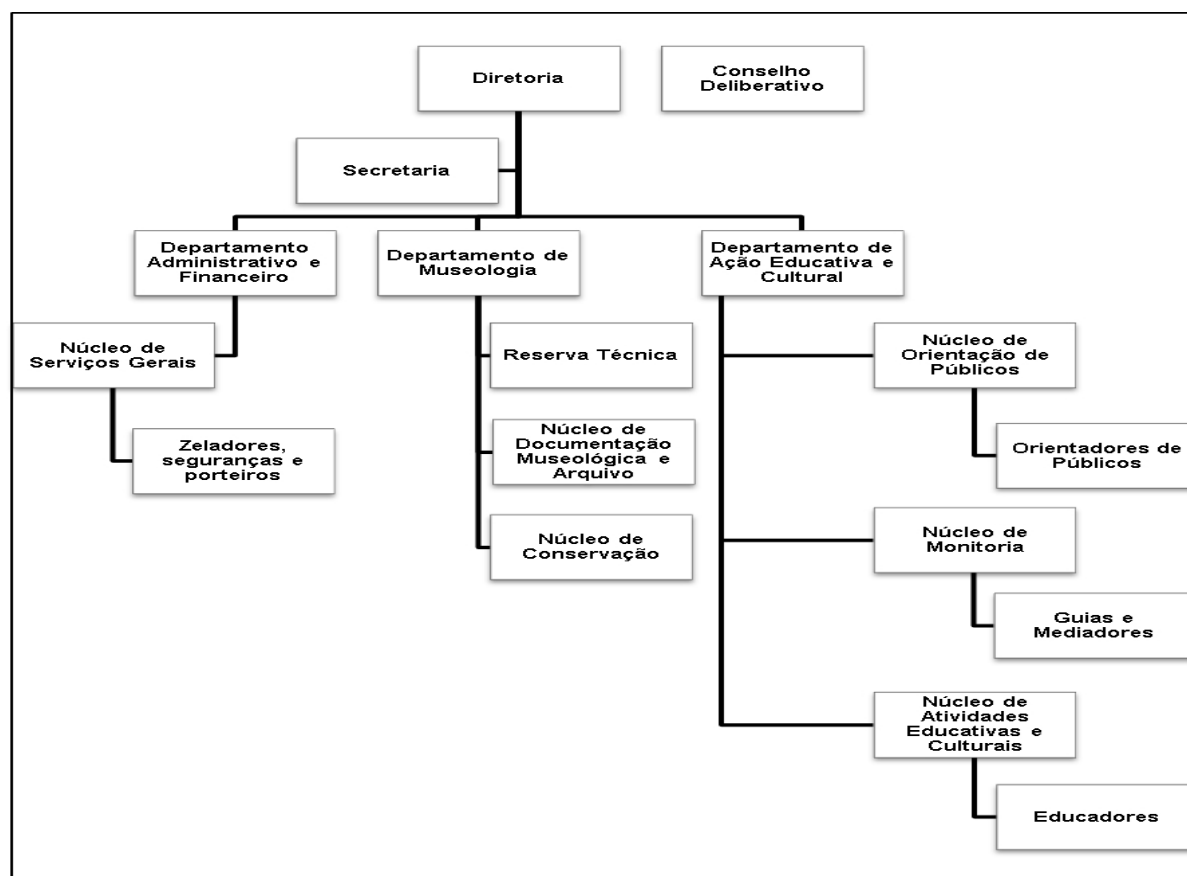 Diretoria
Conselho
Deliberativo
Secretaria
Departamento
Administrativo e
Financeiro
Departamento de
Museologia
Departamento de
Ação Educativa e
Cultural
Núcleo de
Serviços Gerais
Reserva Técnica
Núcleo de
Orientação de
Públicos
Zeladores,
seguranças e
porteiros
Núcleo de
Documentação
Museológica e
Arquivo
Orientadores de
Públicos
Núcleo de
Conservação
Núcleo de
Monitoria
Guias e
Mediadores
Núcleo de
Atividades
Educativas e
Culturais
Educadores